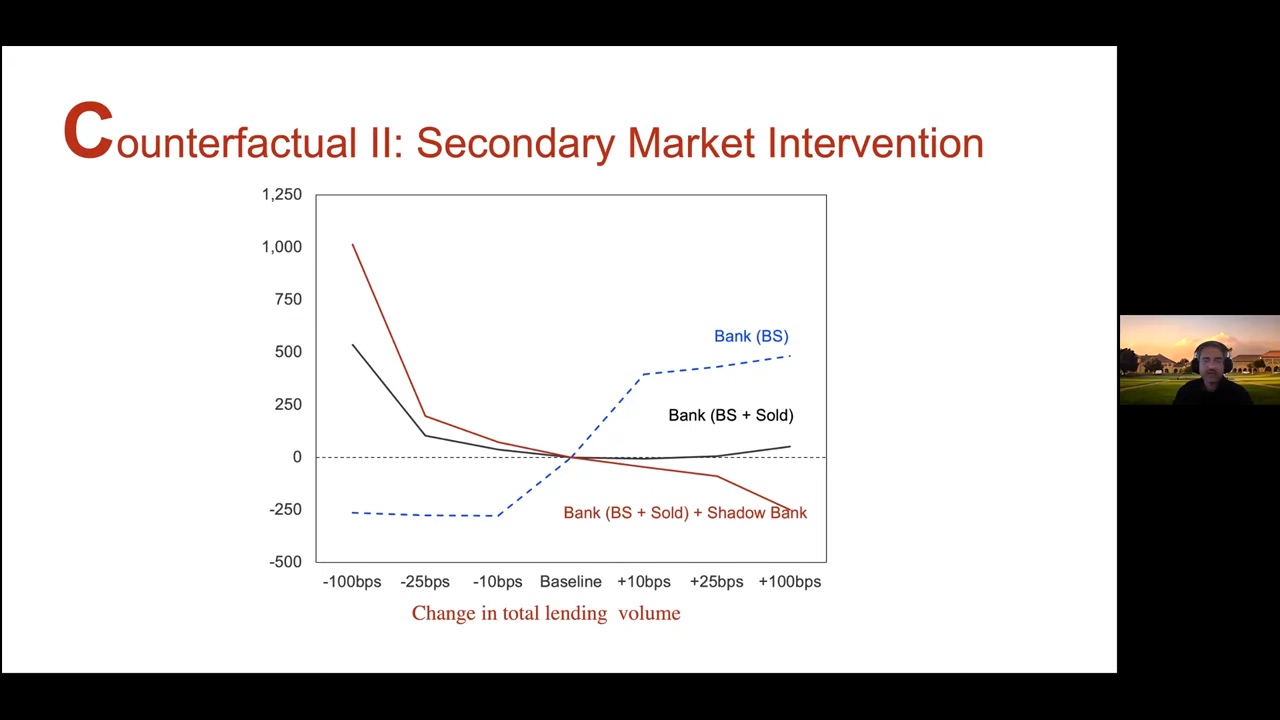 Counterfactual II: Secondary Market Intervention
1,250
1,000
750
500
250
0
-250
-500
Bank (BS)
Bank (BS + Sold)
Bank (BS + Sold) + Shadow Bank
-100bps -25bps -10bps Baseline +10bps +25bps +100bps
Change in total lending volume